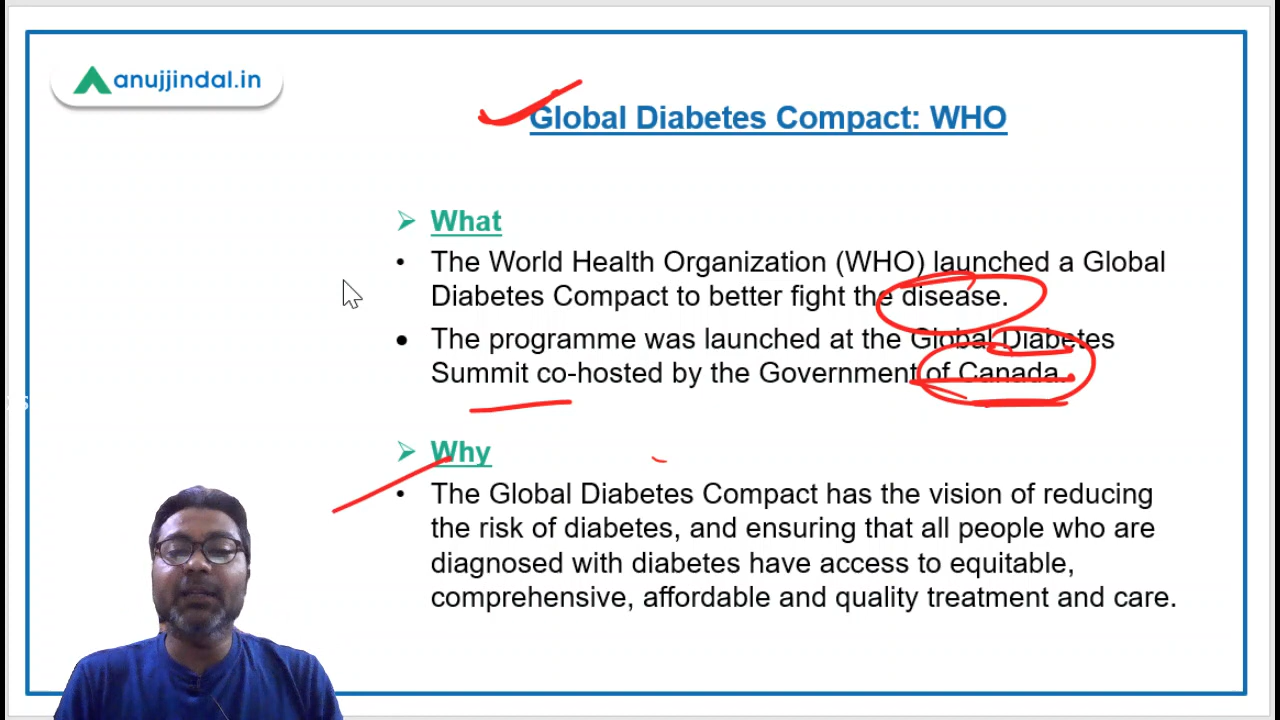 anujjindal.in
Global Diabetes Compact: WHO
What
The World Health Organization (WHO) launched a Global
Diabetes Compact to better fight the disease.
The programme was launched at the Global Diabetes
Summit co-hosted by the Government of Canada.
Why
The Global Diabetes Compact has the vision of reducing
the risk of diabetes, and ensuring that all people who are
diagnosed with diabetes have access to equitable,
comprehensive, affordable and quality treatment and care.